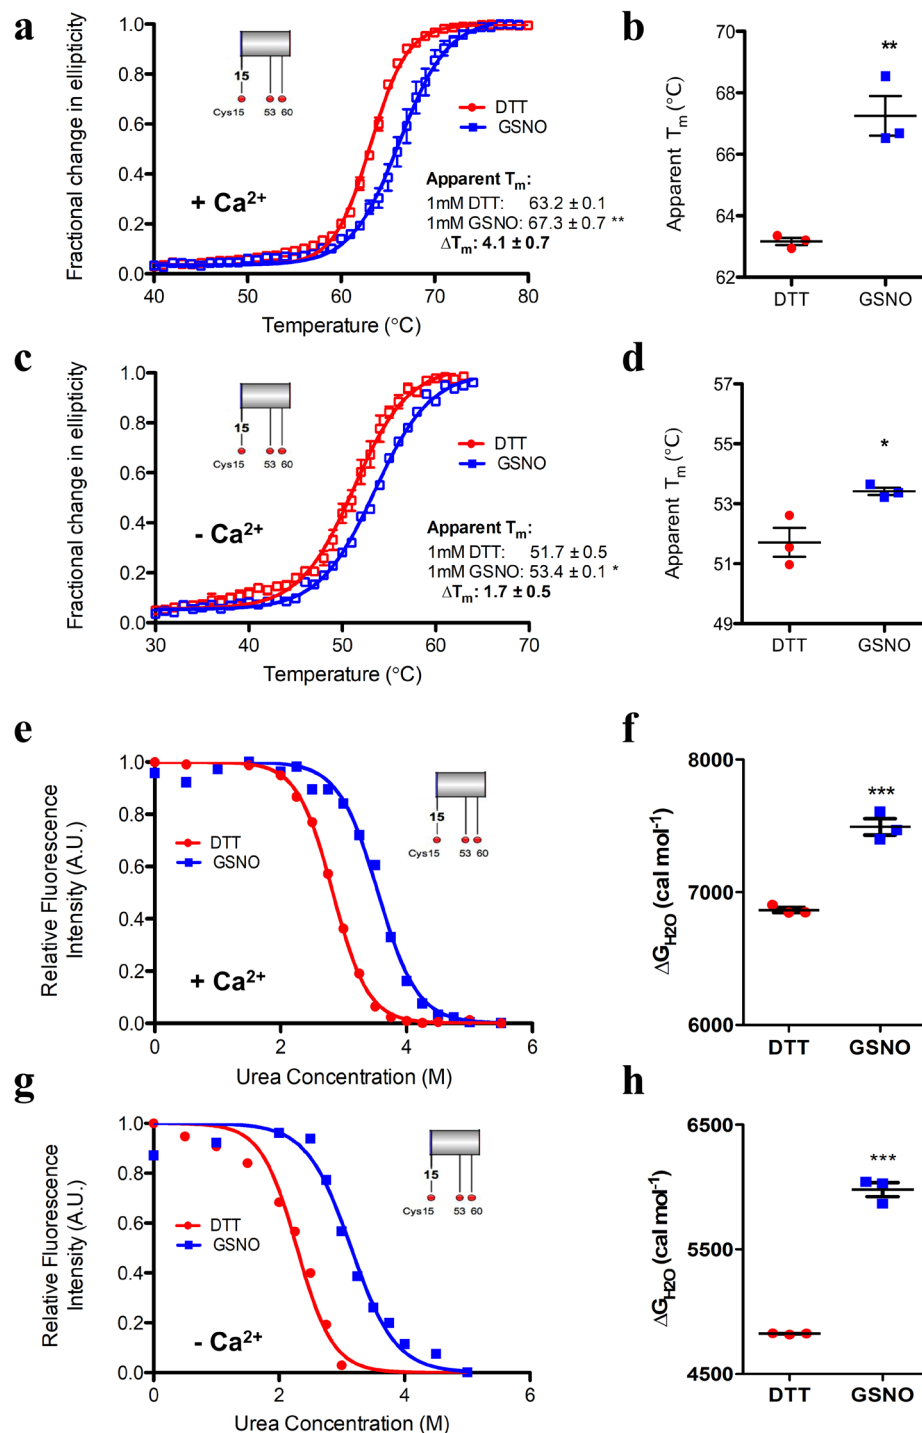 a
Fractional change in ellipticity
1.0
0.8
0.6
0.4
0.2
0.0
40
50
60
70
80
Temperature (°C)
15
Cys15
53
60
DTT
GSNO
+ Ca²⁺
Apparent Tₘ:
1mM DTT: 63.2 ± 0.1
1mM GSNO: 67.3 ± 0.7 **
ΔTₘ: 4.1 ± 0.7
b
Apparent Tₘ (°C)
70
68
66
64
62
**
DTT
GSNO
c
Fractional change in ellipticity
1.0
0.8
0.6
0.4
0.2
0.0
30
40
50
60
70
Temperature (°C)
15
Cys15
53
60
DTT
GSNO
- Ca²⁺
Apparent Tₘ:
1mM DTT: 51.7 ± 0.5
1mM GSNO: 53.4 ± 0.1 *
ΔTₘ: 1.7 ± 0.5
d
Apparent Tₘ (°C)
57
55
53
51
49
*
DTT
GSNO
e
Relative Fluorescence
Intensity (A.U.)
1.0
0.8
0.6
0.4
0.2
0.0
0
2
4
6
Urea Concentration (M)
15
Cys15
53
60
DTT
GSNO
+ Ca²⁺
f
ΔG_H2O (cal mol⁻¹)
8000
7000
6000
***
DTT
GSNO
g
Relative Fluorescence
Intensity (A.U.)
1.0
0.8
0.6
0.4
0.2
0.0
0
2
4
6
Urea Concentration (M)
15
Cys15
53
60
DTT
GSNO
- Ca²⁺
h
ΔG_H2O (cal mol⁻¹)
6500
5500
4500
***
DTT
GSNO